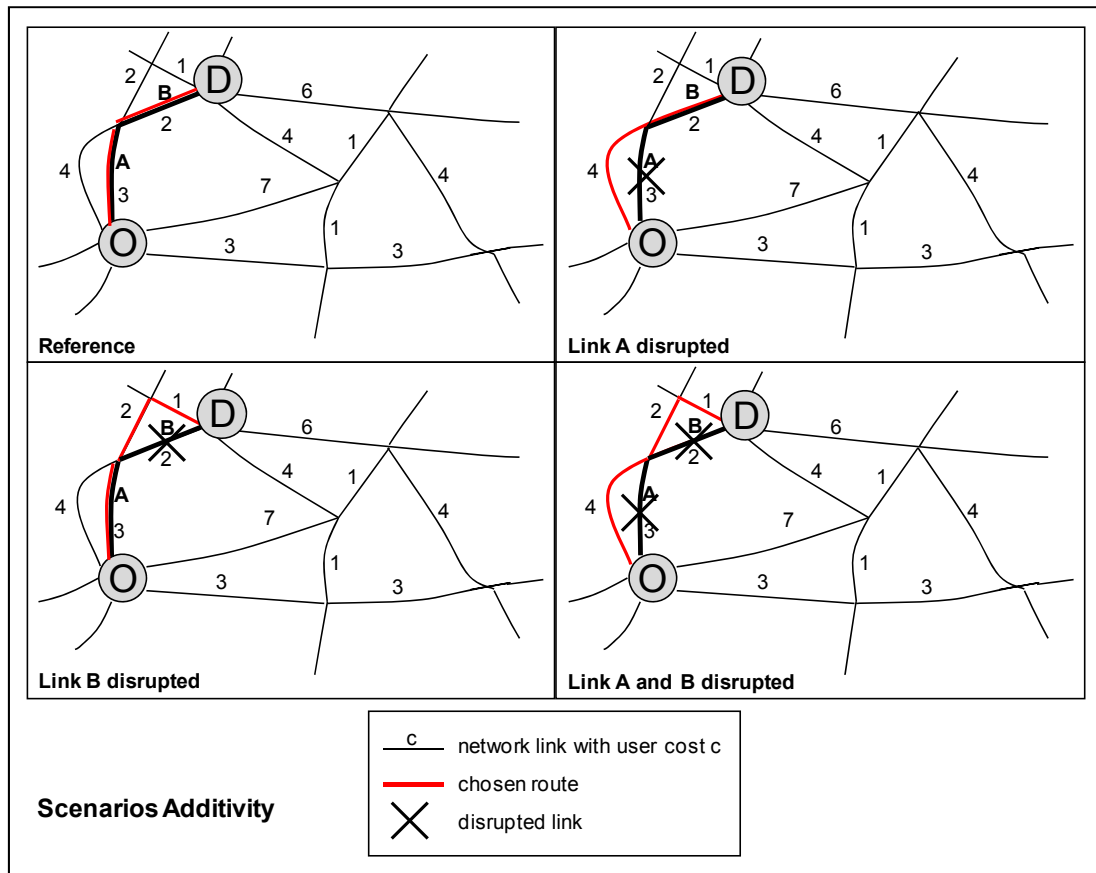 1
2
D
B
6
2
4
1
A
4
4
7
3
O
3
1
3
Reference
1
2
D
B
6
2
4
1
A
4
4
7
3
O
3
1
3
Link A disrupted
1
2
D
B
6
2
4
1
A
4
4
7
3
O
3
1
3
Link B disrupted
1
2
D
B
6
2
4
1
A
4
4
7
3
O
3
1
3
Link A and B disrupted
c
network link with user cost c
chosen route
disrupted link
Scenarios Additivity